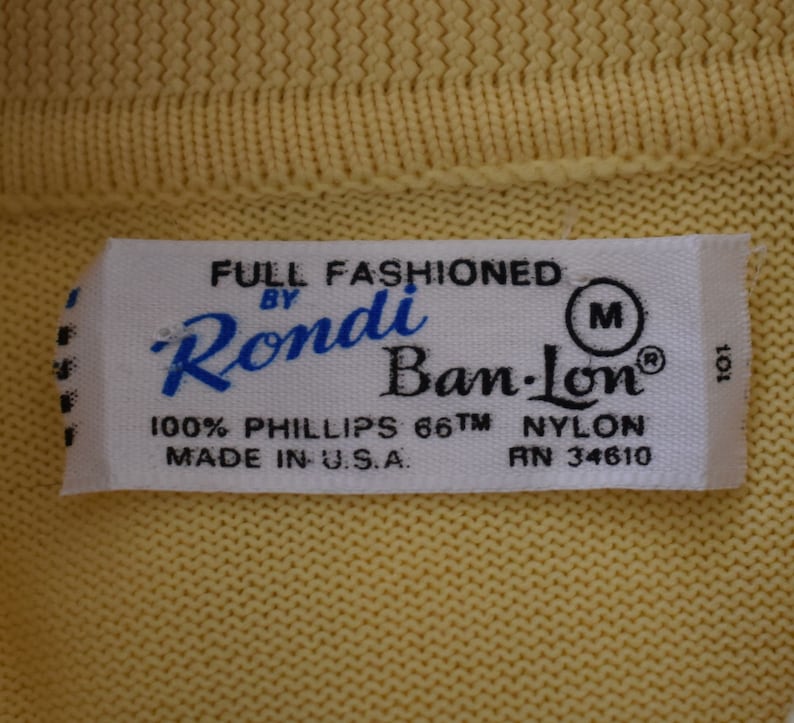 FULL FASHIONED
BY
Rondi
M
Ban·Lon®
100% PHILLIPS 66™ NYLON
MADE IN U.S.A.
RN 34610
101